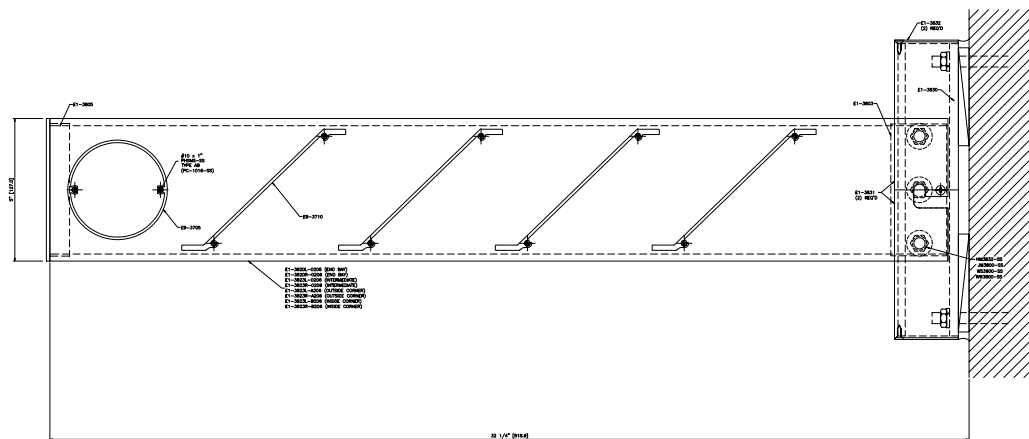 E1-3832
(2) REQ'D
E1-3805
E1-3803
E1-3830
#10 x 1"
PHSMS-SS
TYPE AB
(PC-1016-SS)
5" [127.0]
E1-3831
(2) REQ'D
E9-3710
E9-3705
E1-3820L-0206 (END BAY)
E1-3820R-0206 (END BAY)
E1-3823L-0206 (INTERMEDIATE)
E1-3823R-0206 (INTERMEDIATE)
E1-3823L-A206 (OUTSIDE CORNER)
E1-3823R-A206 (OUTSIDE CORNER)
E1-3823L-B206 (INSIDE CORNER)
E1-3823R-B206 (INSIDE CORNER)
32 1/4" [818.9]